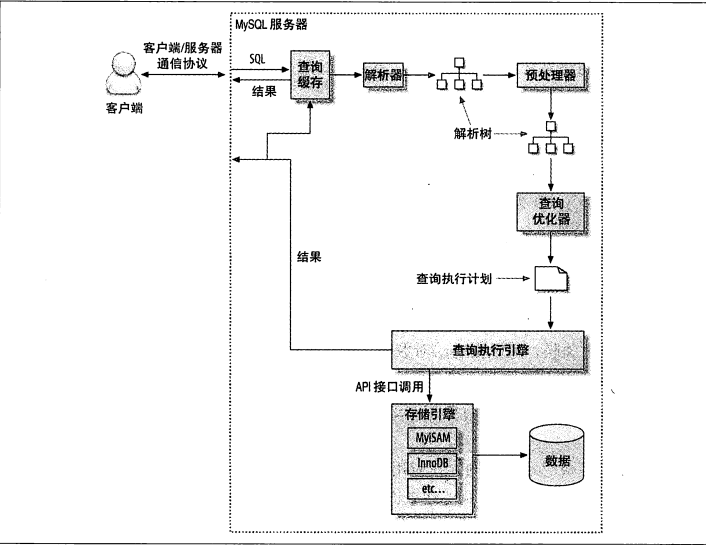 MySQL 服务器
客户端/服务器
通信协议
客户端
SQL
结果
查询
缓存
解析器
预处理器
解析树
查询
优化器
结果
查询执行计划
查询执行引擎
API 接口调用
存储引擎
MyISAM
InnoDB
etc...
数据